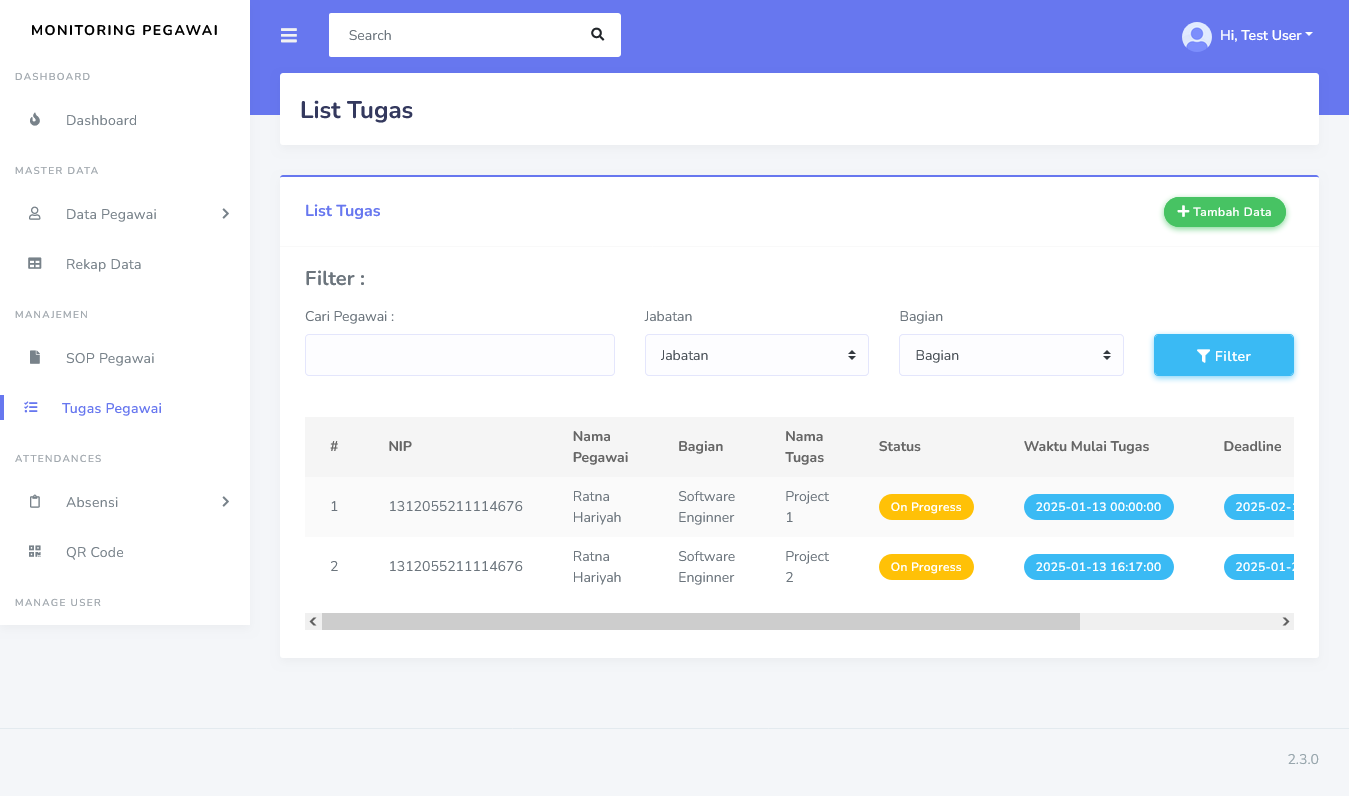 MONITORING PEGAWAI
Search
Hi, Test User
DASHBOARD
Dashboard
MASTER DATA
Data Pegawai
Rekap Data
MANAJEMEN
SOP Pegawai
Tugas Pegawai
ATTENDANCES
Absensi
QR Code
MANAGE USER
List Tugas
List Tugas
Tambah Data
Filter :
Cari Pegawai :
Jabatan
Bagian
Jabatan
Bagian
Filter
# NIP Nama Pegawai Bagian Nama Tugas Status Waktu Mulai Tugas Deadline
1 1312055211114676 Ratna Hariyah Software Enginner Project 1 On Progress 2025-01-13 00:00:00 2025-02-
2 1312055211114676 Ratna Hariyah Software Enginner Project 2 On Progress 2025-01-13 16:17:00 2025-01-
2.3.0